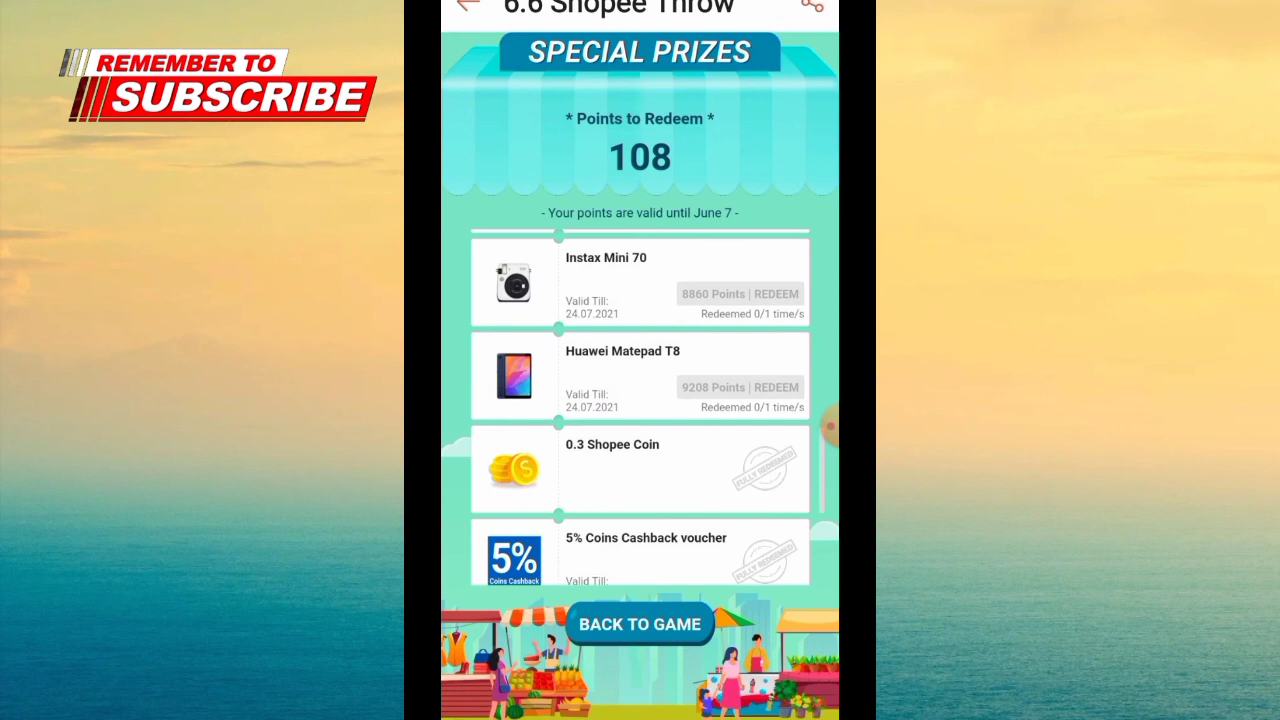 6.6 Shopee Throw
REMEMBER TO
SUBSCRIBE
SPECIAL PRIZES
* Points to Redeem *
108
- Your points are valid until June 7 -
Instax Mini 70
8860 Points | REDEEM
Valid Till:
24.07.2021
Redeemed 0/1 time/s
Huawei Matepad T8
9208 Points | REDEEM
Valid Till:
24.07.2021
Redeemed 0/1 time/s
0.3 Shopee Coin
FULLY REDEEMED
S
5% Coins Cashback voucher
5%
Coins Cashback
FULLY REDEEMED
Valid Till:
BACK TO GAME